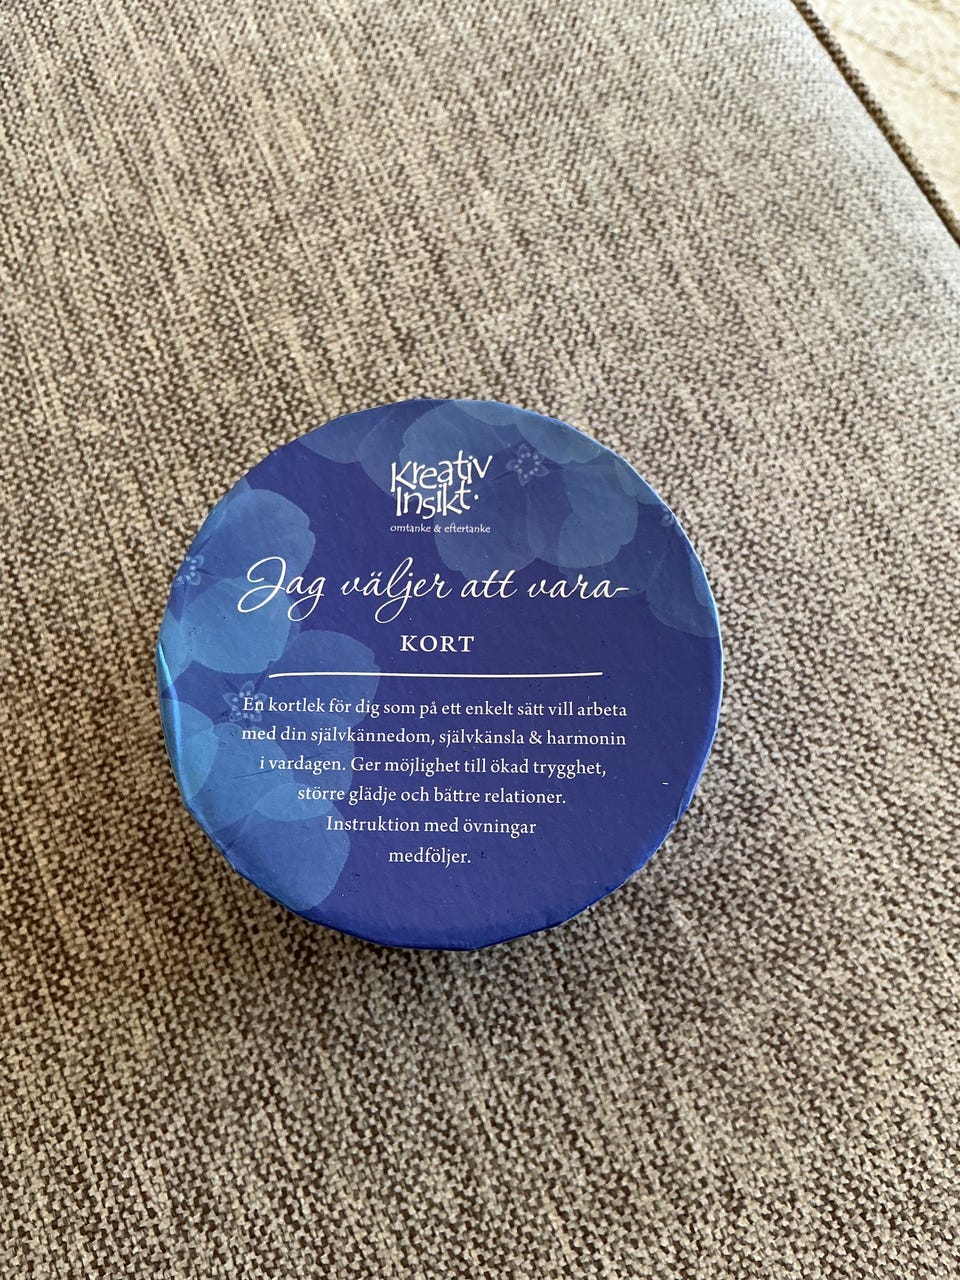 Kreativ
Insikt.
omtanke & eftertanke
Jag väljer att vara-
KORT
En kortlek för dig som på ett enkelt sätt vill arbeta
med din självkännedom, självkänsla & harmonin
i vardagen. Ger möjlighet till ökad trygghet,
större glädje och bättre relationer.
Instruktion med övningar
medföljer.